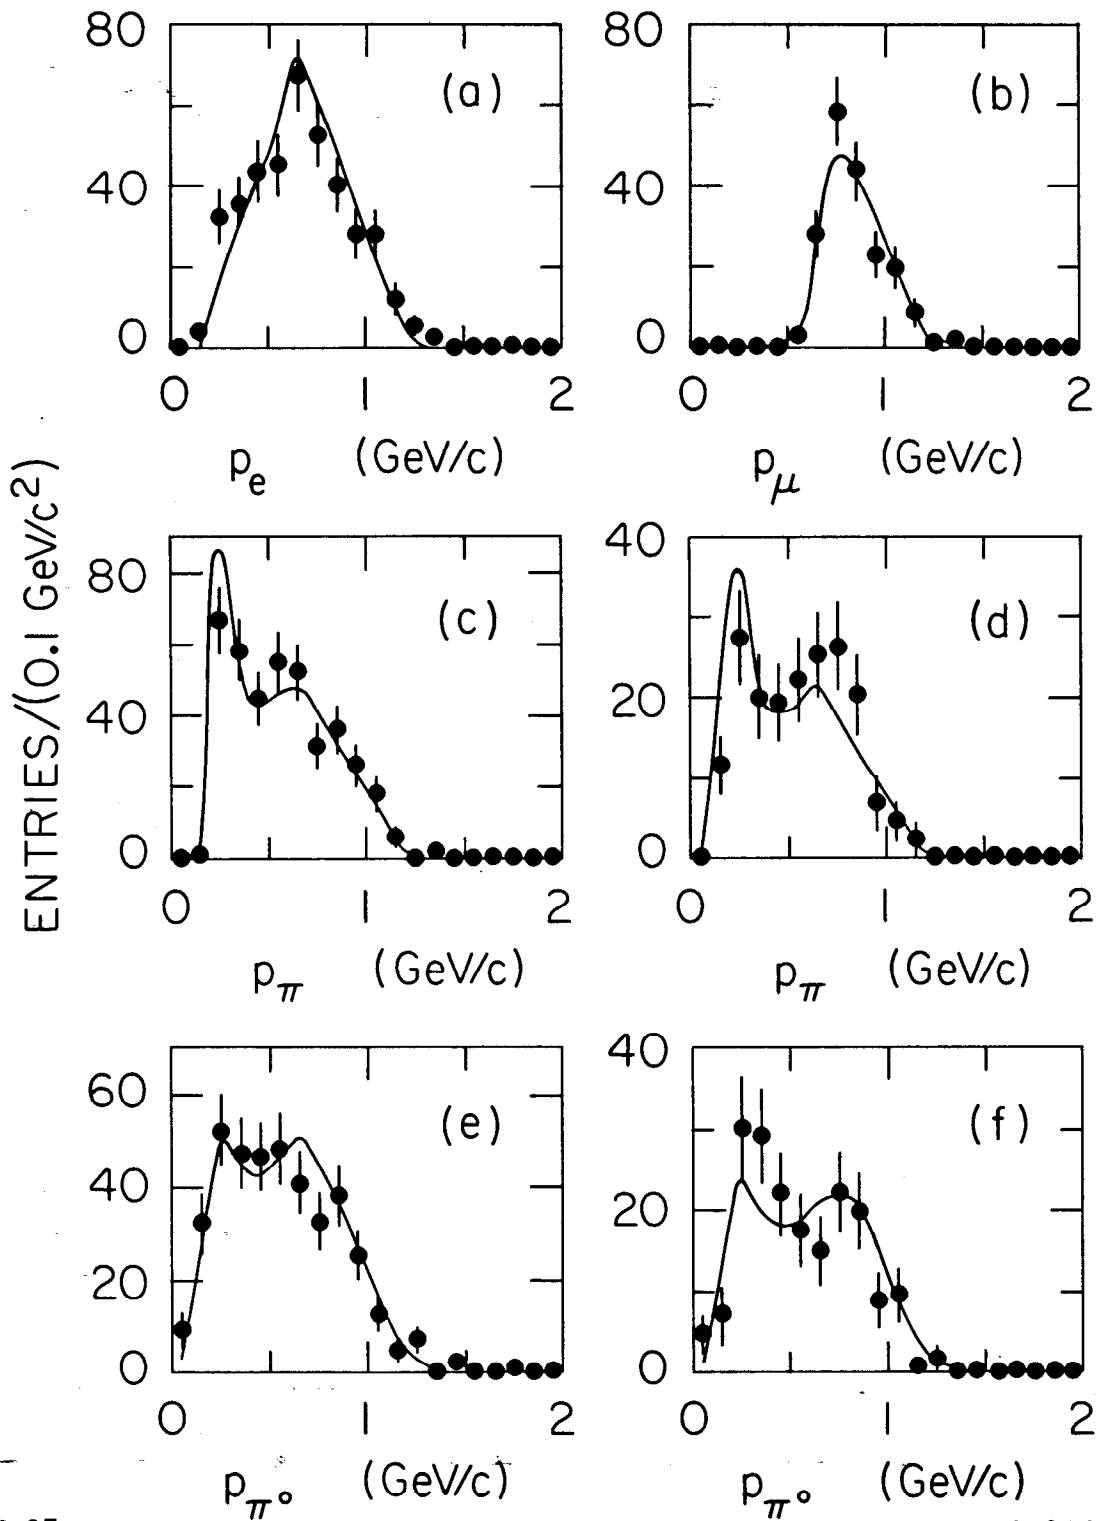 80
40
0
(a)
0 1 2
p_e (GeV/c)
80
40
0
(b)
0 1 2
p_μ (GeV/c)
ENTRIES/(0.1 GeV/c²)
80
40
0
(c)
0 1 2
p_π (GeV/c)
40
20
0
(d)
0 1 2
p_π (GeV/c)
60
40
20
0
(e)
0 1 2
p_π° (GeV/c)
40
20
0
(f)
0 1 2
p_π° (GeV/c)